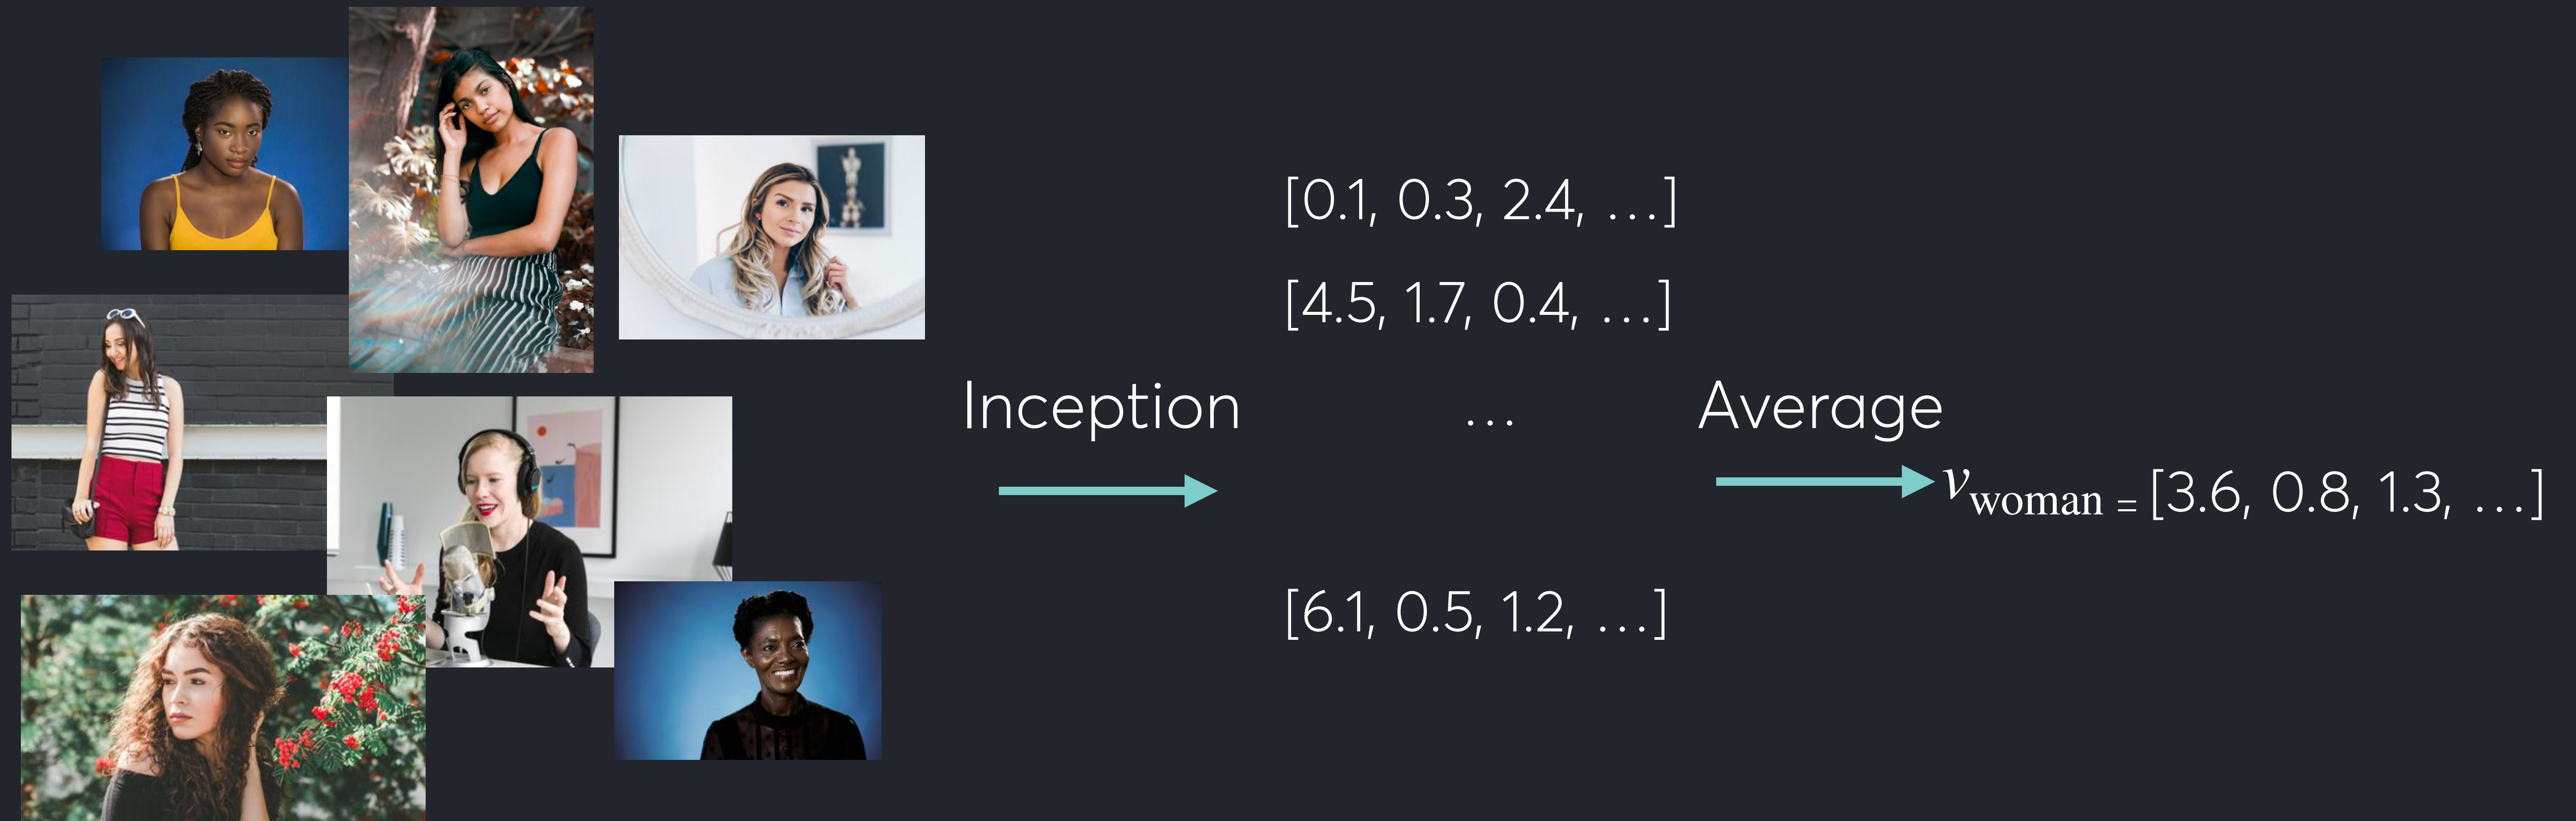 [0.1, 0.3, 2.4, …]
[4.5, 1.7, 0.4, …]
Inception
…
Average
v_woman = [3.6, 0.8, 1.3, …]
[6.1, 0.5, 1.2, …]